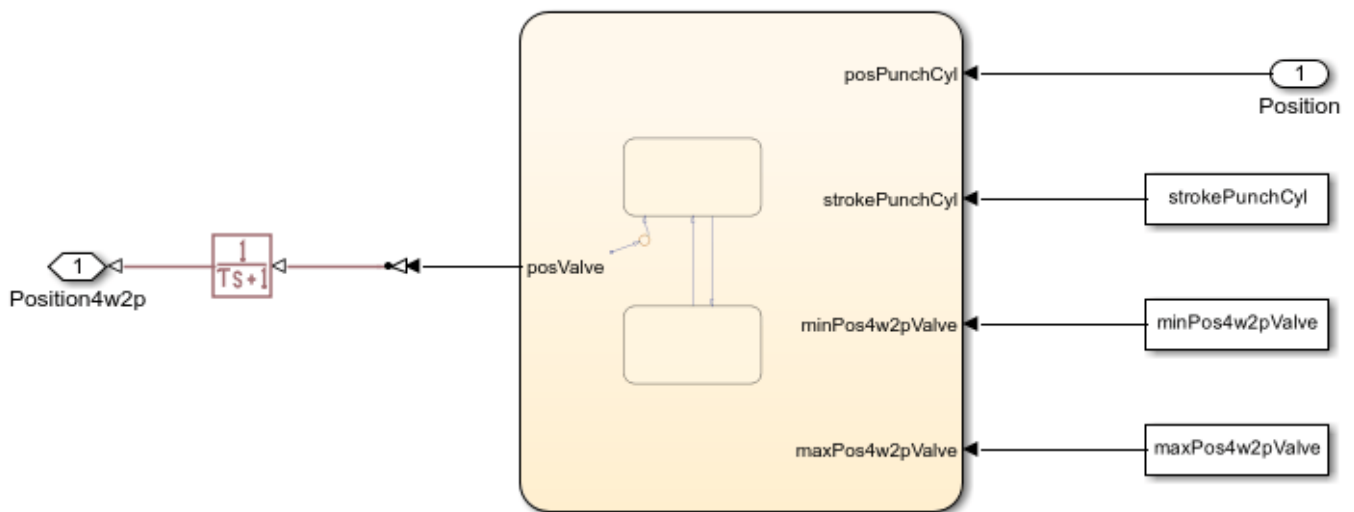 posPunchCyl
1
Position
strokePunchCyl
strokePunchCyl
1
Position4w2p
1
TS+1
posValve
minPos4w2pValve
minPos4w2pValve
maxPos4w2pValve
maxPos4w2pValve